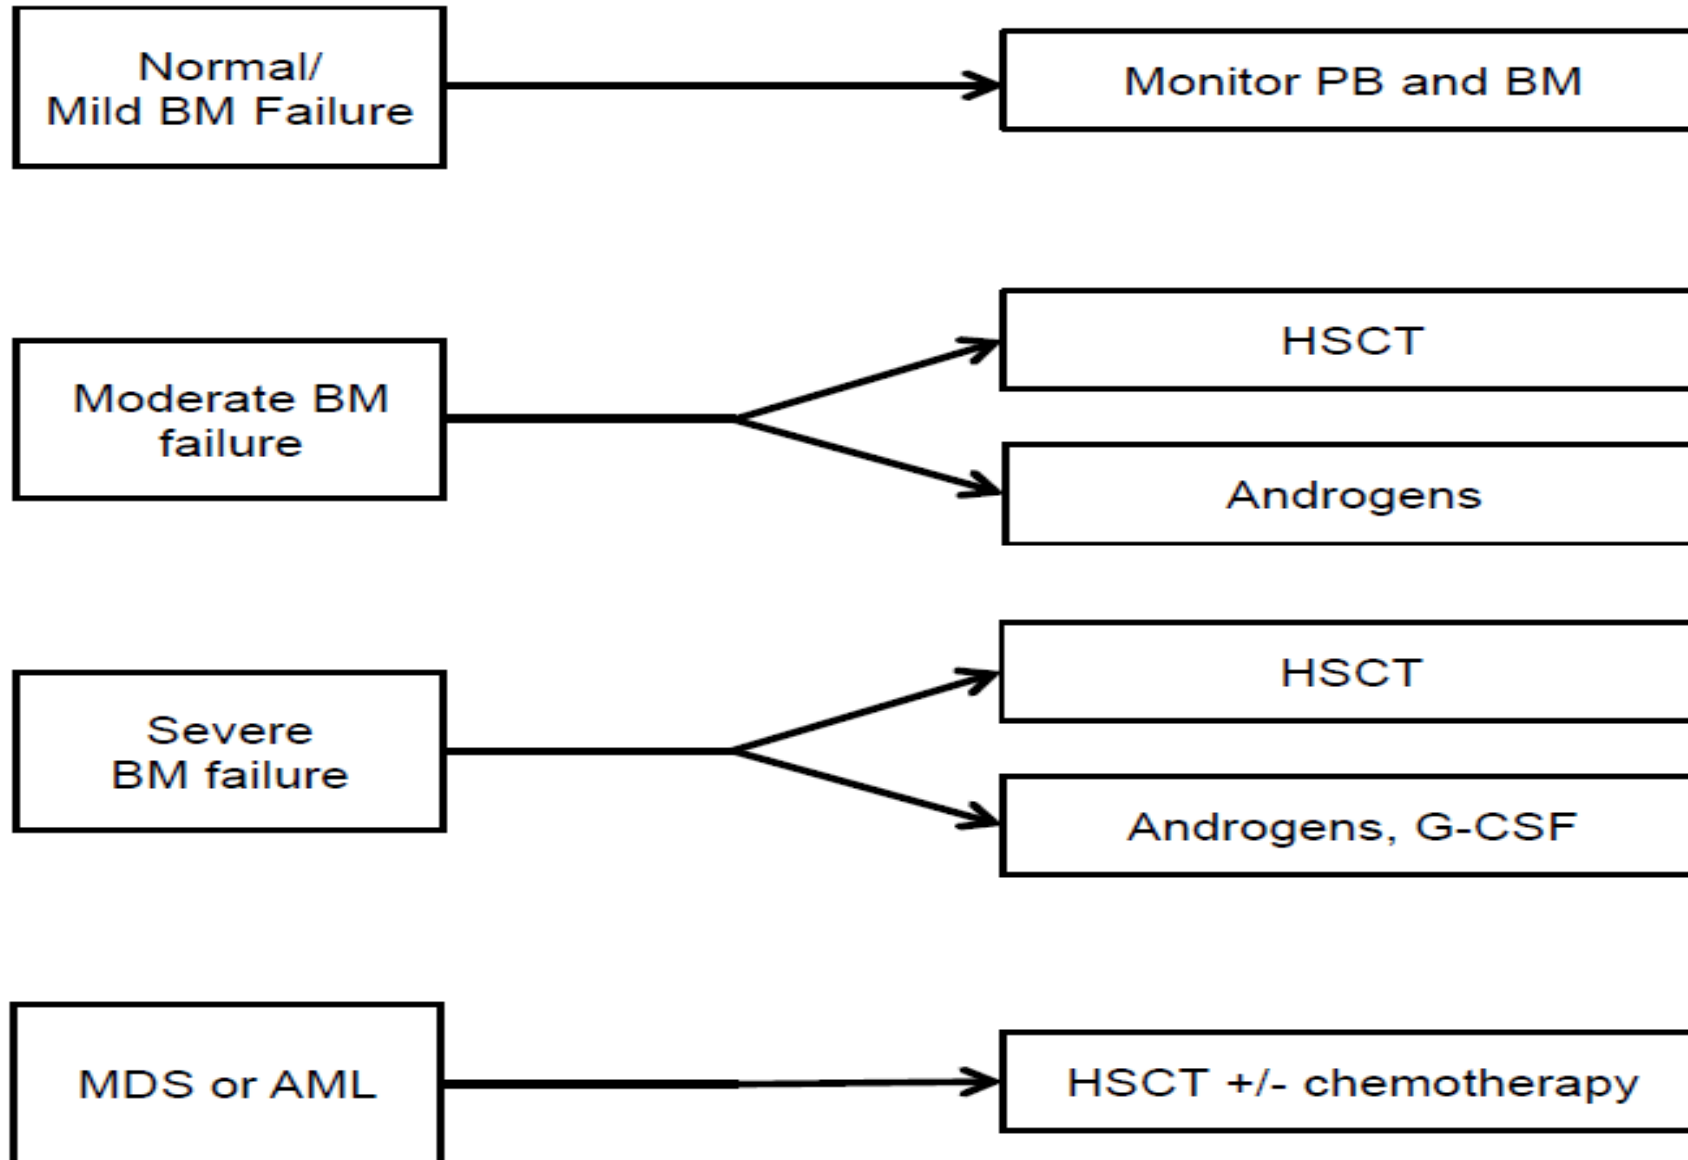 Normal/
Mild BM Failure
Monitor PB and BM
Moderate BM
failure
HSCT
Androgens
Severe
BM failure
HSCT
Androgens, G-CSF
MDS or AML
HSCT +/- chemotherapy